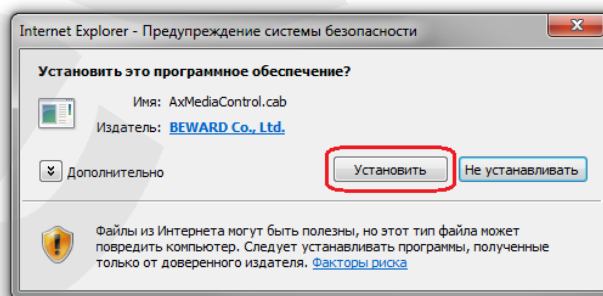 Internet Explorer - Предупреждение системы безопасности
Установить это программное обеспечение?
Имя: AxMediaControl.cab
Издатель: BEWARD Co., Ltd.
Дополнительно
Установить
Не устанавливать
Файлы из Интернета могут быть полезны, но этот тип файла может
повредить компьютер. Следует устанавливать программы, полученные
только от доверенного издателя. Факторы риска